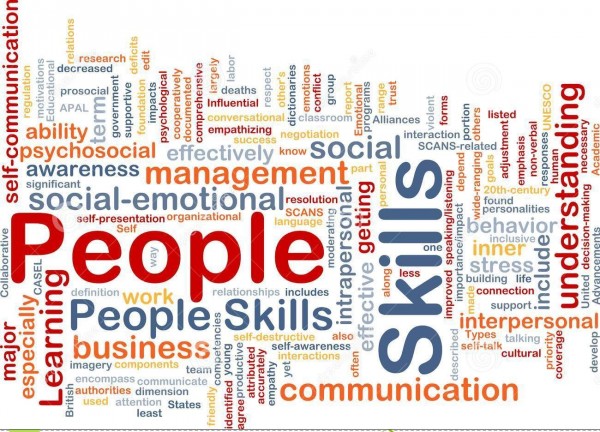 self-communication
regulation
motivations
Educational
relations
APAL
prosocial
decreased
research
deficits
edit
term
government
supportive
foundation
impacts
psychological
cooperatively
documented
comprehensive
largely
labor
deaths
Influential
conversational
empathizing
success
respect
other's
dictionaries
emotions
conflict
group
classroom
negotiation
know
report
Emotional
programs
range
trust
Alliances
violent
forms
interaction
portion
SCANS-related
others
goals
wide-ranging
depend
listed
adjustment
emphasis
non-verbal
responses
UNESCO
human
necessary
Academic
understanding
ability
psychosocial
awareness
significant
effectively
social
management
part
personal
social-emotional
resolution
self-presentation
organizational
SCANS
language
Self
moderating
intrapersonal
getting
People
way
Skills
one
less
along
improved speaking/listening
importance/impact
20th-century
found
personalities
behavior
inclusive
inner
stress
include
building
life
connection
support
United
decision-making
Advancements
Collaborative
CASEL
Learning
especially
major
definition
work
relationships
includes
People Skills
effective
self-destructive
also
business
competencies
self-awareness
interactions
often
imagery
components
team
encompass
communicate
authorities
dimension
British
used
attention
States
least
friendly
identified
young
agree
productive
attributed
accurately
empathy
yet
communication
described
made
Types
self-talk
interpersonal
talking
cultural
priority
coverage
develop